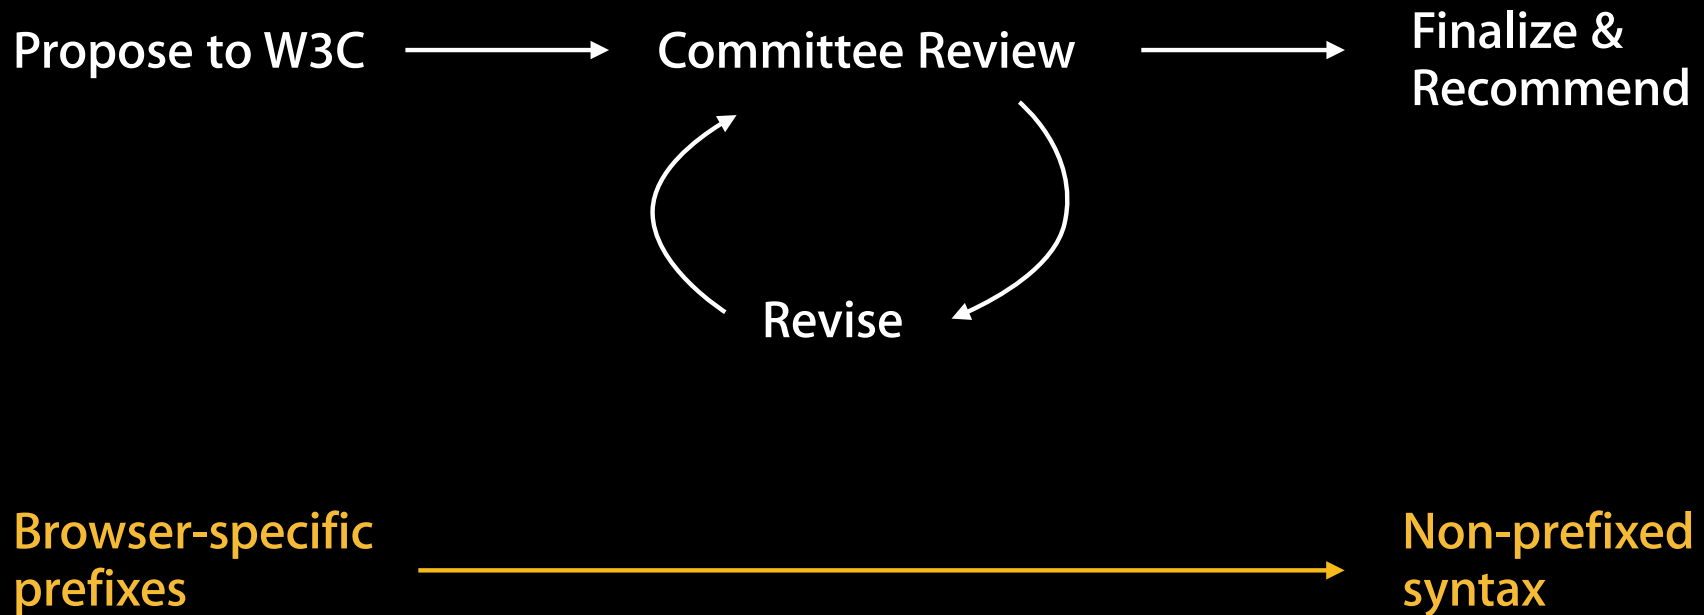 Propose to W3C
Committee Review
Finalize &
Recommend
Revise
Browser-specific
prefixes
Non-prefixed
syntax